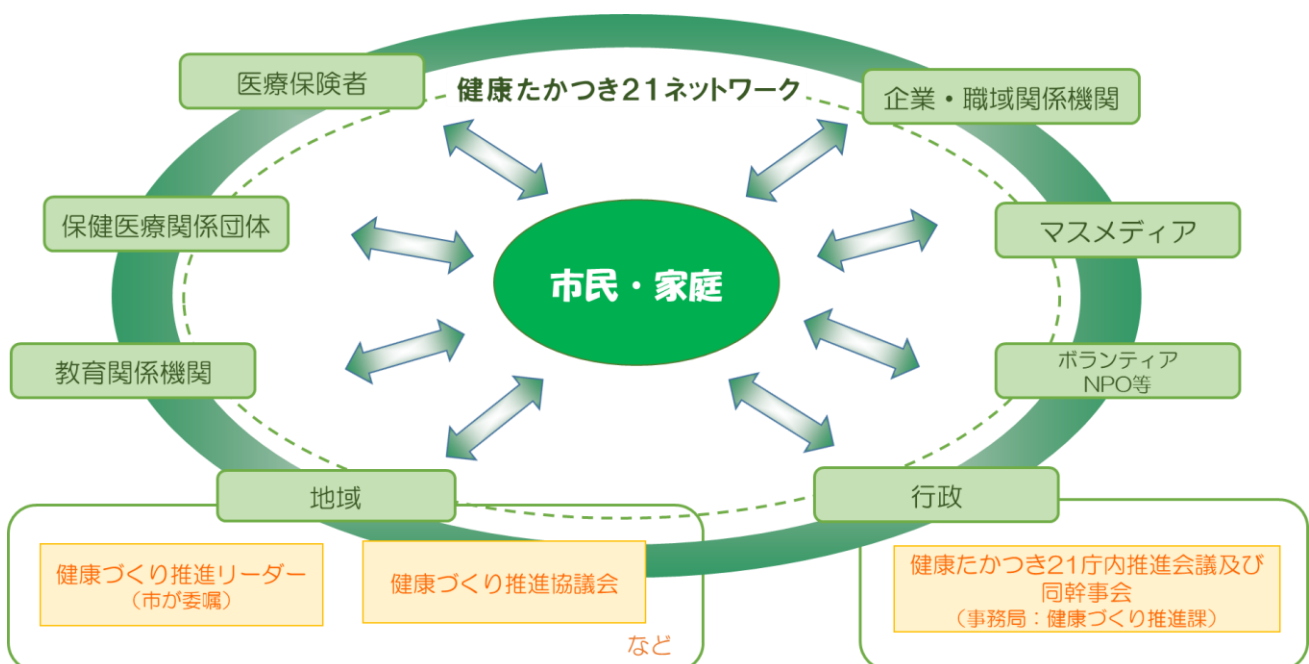 医療保険者
健康たかつき21ネットワーク
企業・職域関係機関
保健医療関係団体
マスメディア
市民・家庭
教育関係機関
ボランティア
NPO等
地域
行政
健康づくり推進リーダー
（市が委嘱）
健康づくり推進協議会
など
健康たかつき21庁内推進会議及び
同幹事会
（事務局：健康づくり推進課）